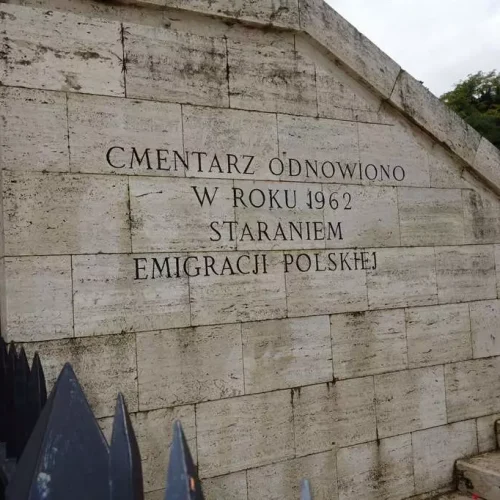 CMENTARZ ODNOWIONO
W ROKU 1962
STARANIEM
EMIGRACJI POLSKIEJ